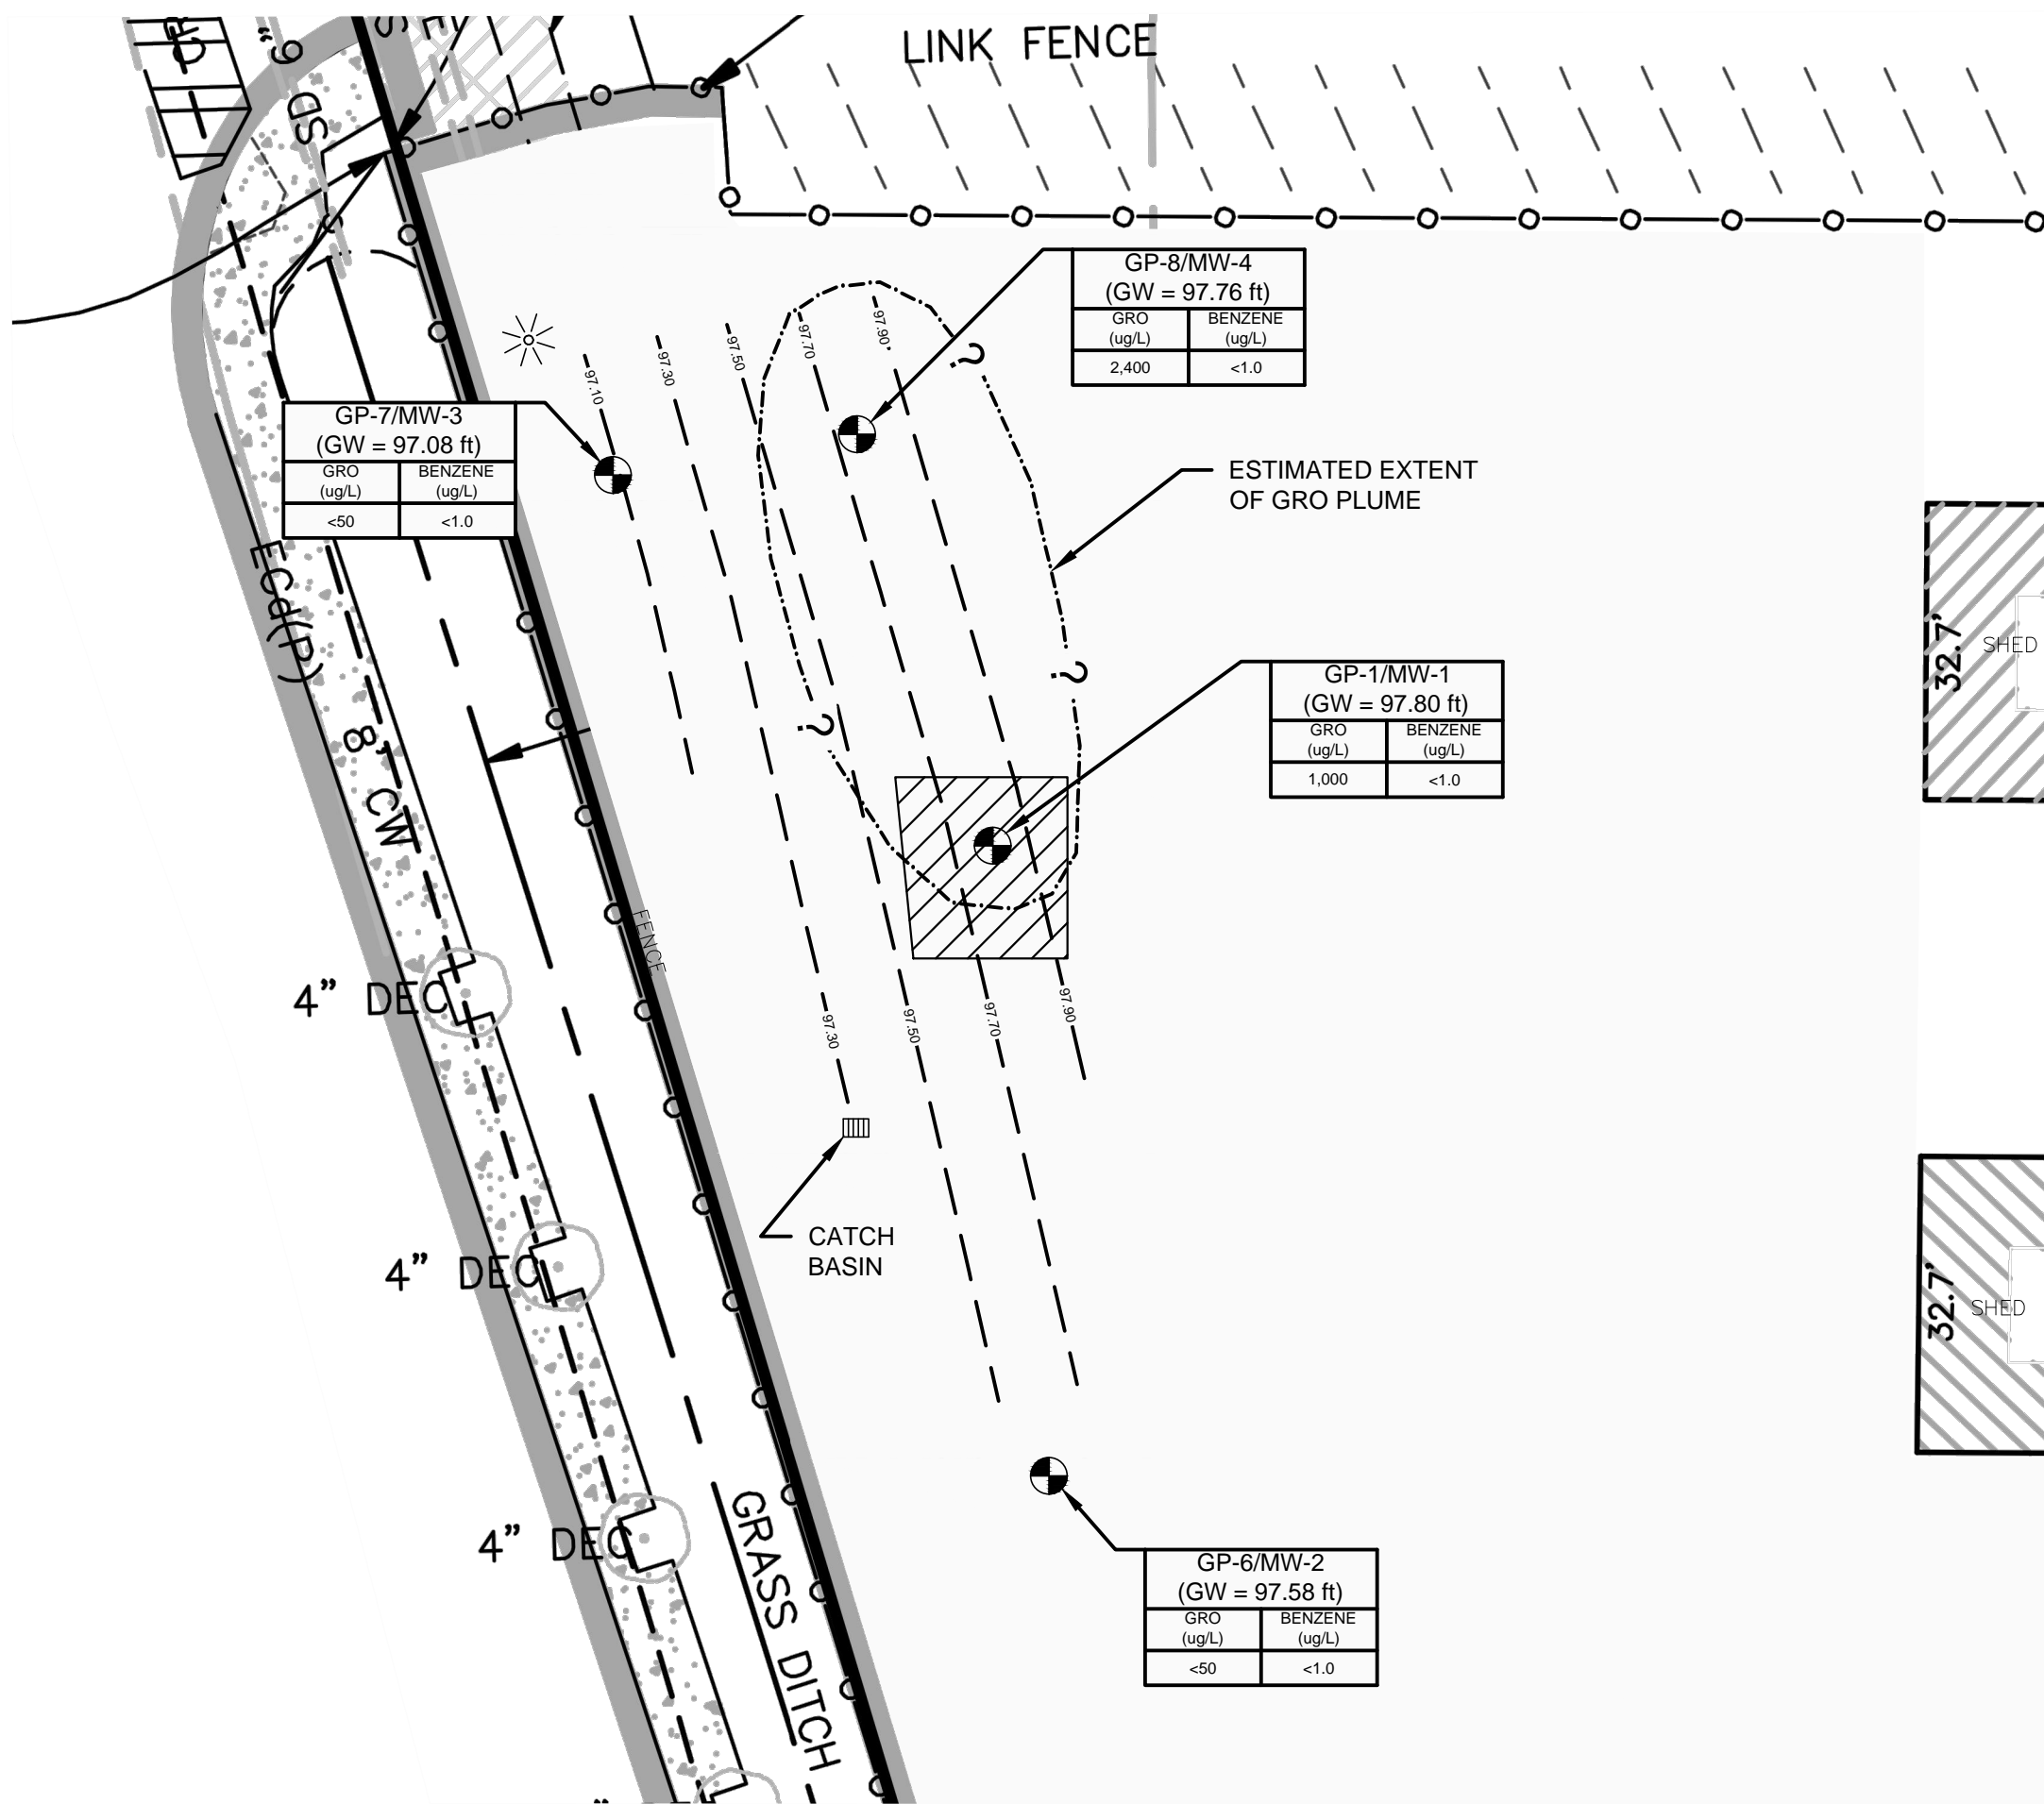 LINK FENCE
6"
SD
GP-8/MW-4
(GW = 97.76 ft)
GRO
(ug/L)
BENZENE
(ug/L)
2,400
<1.0
97.10
97.30
97.50
97.70
97.90
GP-7/MW-3
(GW = 97.08 ft)
GRO
(ug/L)
BENZENE
(ug/L)
<50
<1.0
ESTIMATED EXTENT
OF GRO PLUME
?
?
?
ECd(P)
8' CW
GP-1/MW-1
(GW = 97.80 ft)
GRO
(ug/L)
BENZENE
(ug/L)
1,000
<1.0
32.7'
SHED
FENCE
4" DEC
97.30
97.50
97.70
97.90
CATCH
BASIN
4" DEC
32.7'
SHED
4" DEC
GRASS DITCH
GP-6/MW-2
(GW = 97.58 ft)
GRO
(ug/L)
BENZENE
(ug/L)
<50
<1.0